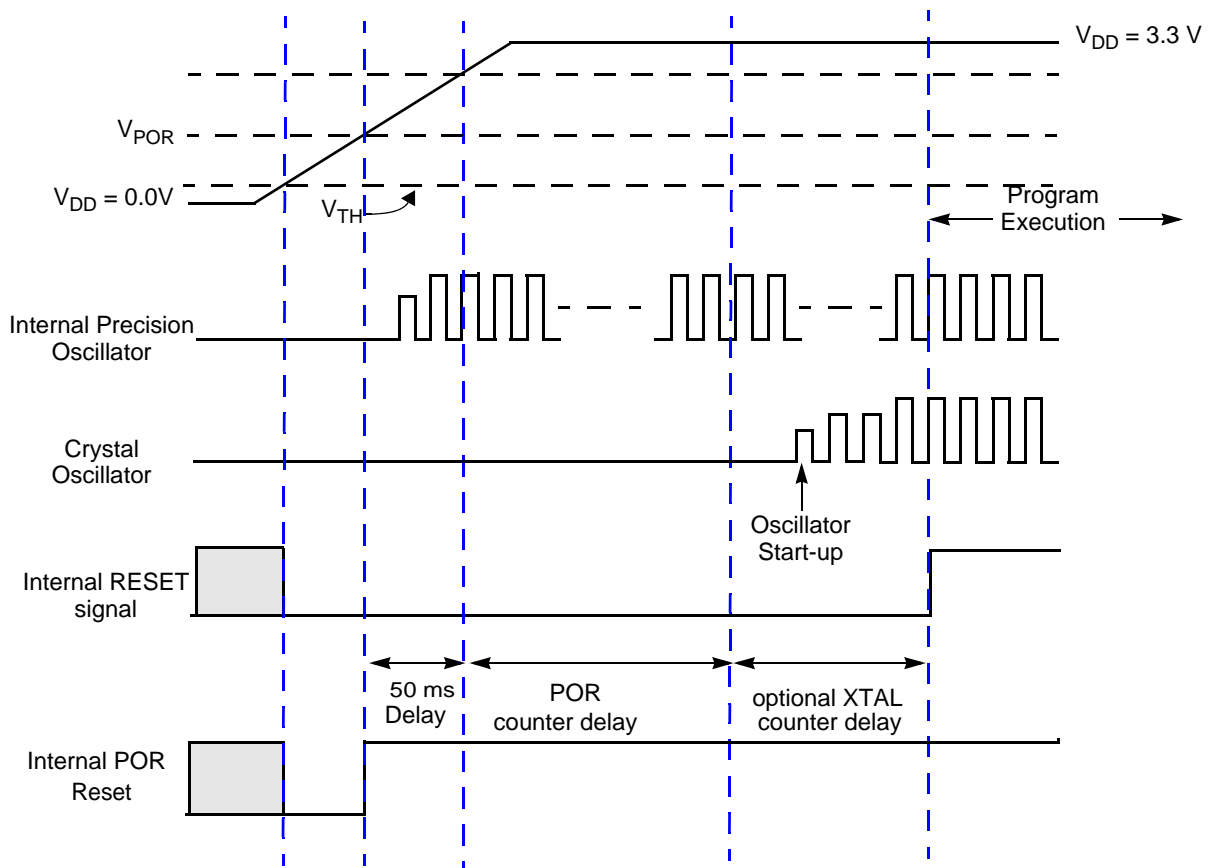 V_DD = 3.3 V
V_POR
V_DD = 0.0V
V_TH
Program
Execution
Internal Precision
Oscillator
Crystal
Oscillator
Oscillator
Start-up
Internal RESET
signal
50 ms
Delay
POR
counter delay
optional XTAL
counter delay
Internal POR
Reset